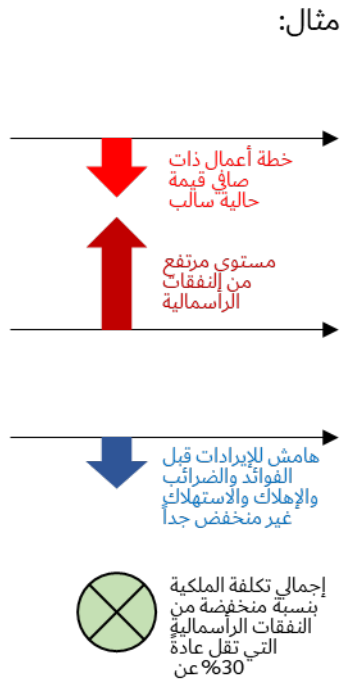 مثال:
خطة أعمال ذات
صافي قيمة
حالية سالب
مستوى مرتفع
من النفقات
الرأسمالية
هامش للإيرادات قبل
الفوائد والضرائب
والإهلاك والاستهلاك
غير منخفض جداً
إجمالي تكلفة الملكية
بنسبة منخفضة من
النفقات الرأسمالية
التي تقل عادةً
30% عن